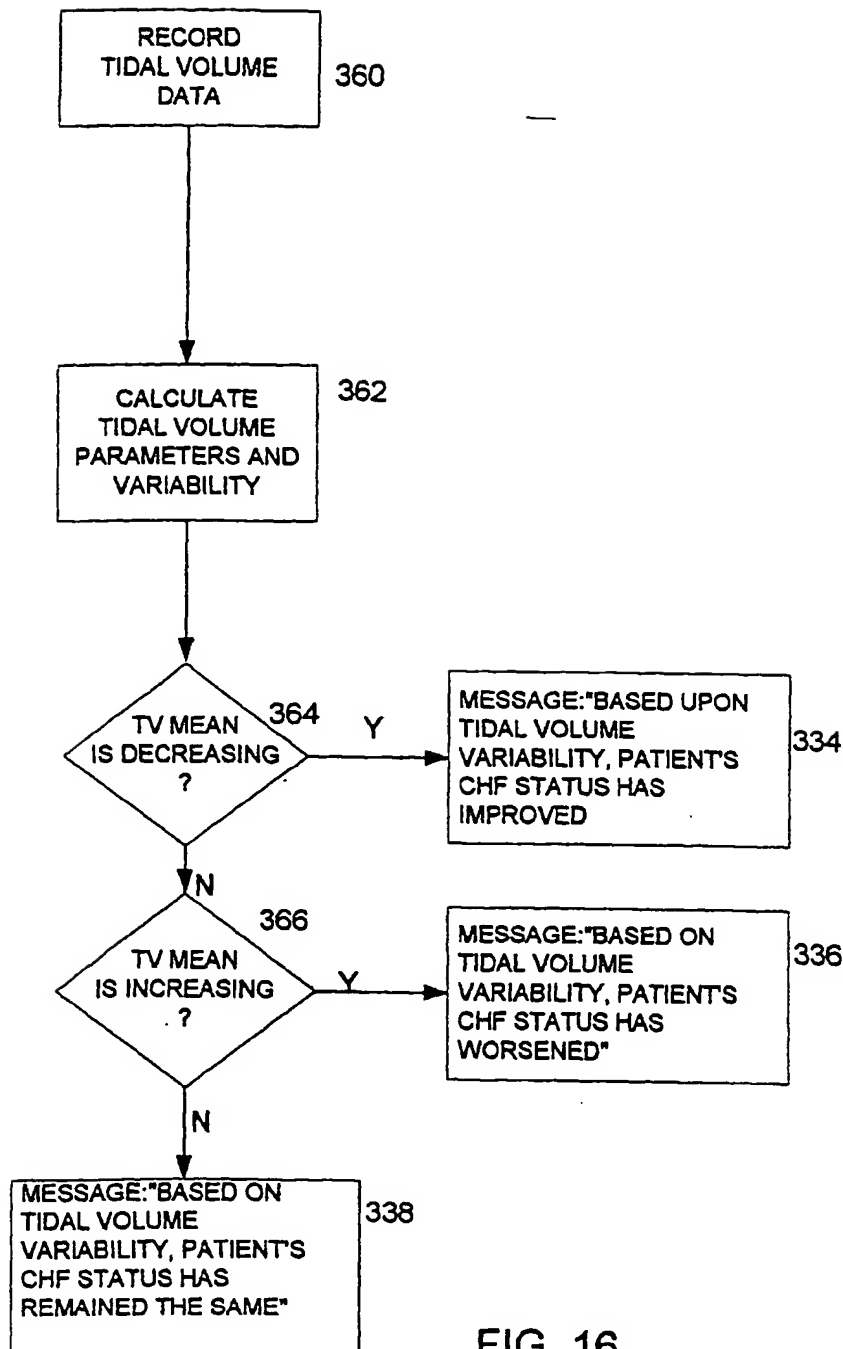 RECORD
TIDAL VOLUME
DATA
360
CALCULATE
TIDAL VOLUME
PARAMETERS AND
VARIABILITY
362
TV MEAN
IS DECREASING
?
364
Y
MESSAGE:"BASED UPON
TIDAL VOLUME
VARIABILITY, PATIENT'S
CHF STATUS HAS
IMPROVED
334
N
366
TV MEAN
IS INCREASING
?
Y
MESSAGE:"BASED ON
TIDAL VOLUME
VARIABILITY, PATIENT'S
CHF STATUS HAS
WORSENED"
336
N
MESSAGE:"BASED ON
TIDAL VOLUME
VARIABILITY, PATIENT'S
CHF STATUS HAS
REMAINED THE SAME"
338
FIG. 16